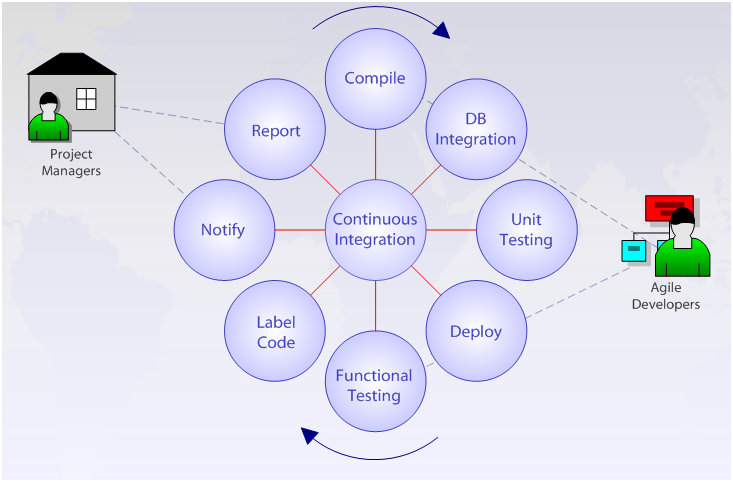 Compile
DB
Integration
Report
Project
Managers
Continuous
Integration
Notify
Unit
Testing
Agile
Developers
Label
Code
Deploy
Functional
Testing